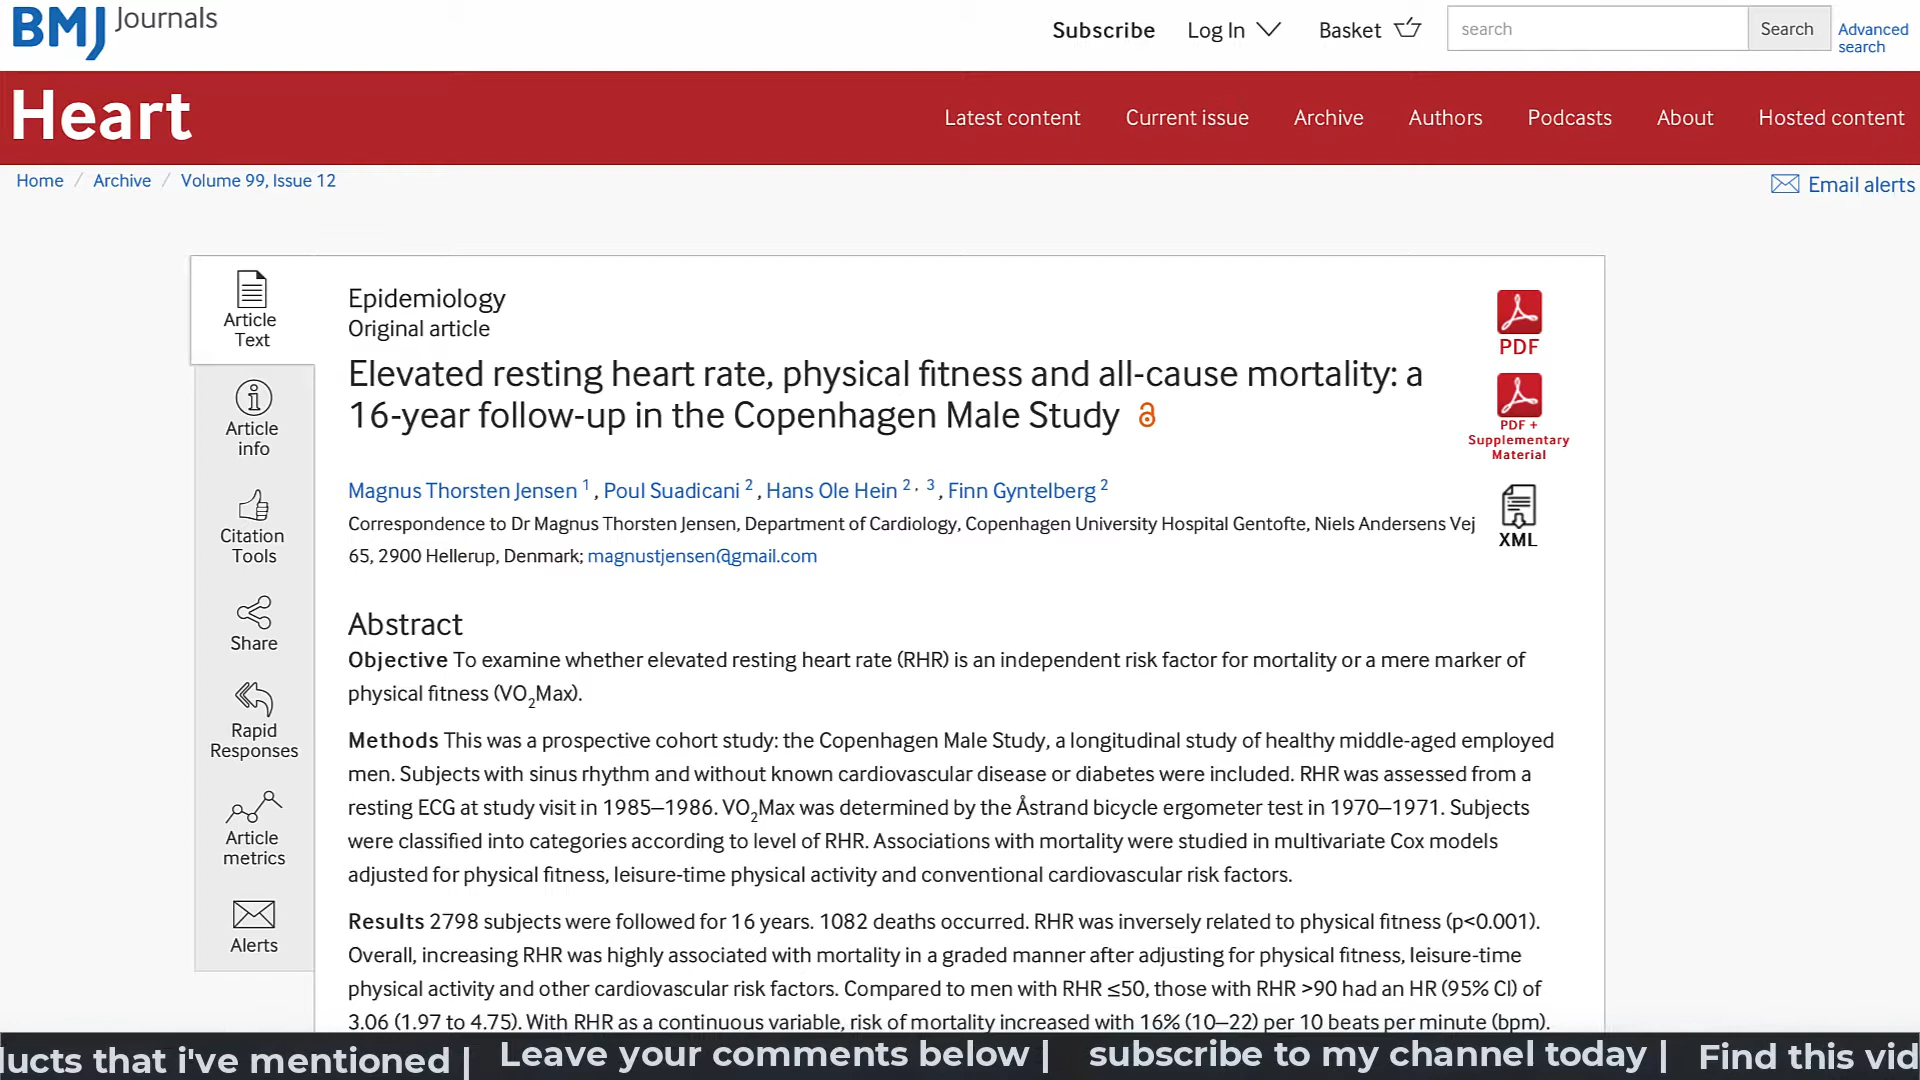 BMJ Journals
Subscribe Log In Basket search Search Advanced search
Heart
Latest content Current issue Archive Authors Podcasts About Hosted content
Home / Archive / Volume 99, Issue 12
Email alerts
Article Text
Article info
Citation Tools
Share
Rapid Responses
Article metrics
Alerts
Epidemiology
Original article
Elevated resting heart rate, physical fitness and all-cause mortality: a
16-year follow-up in the Copenhagen Male Study
Magnus Thorsten Jensen 1 , Poul Suadicani 2 , Hans Ole Hein 2 , 3 , Finn Gyntelberg 2
Correspondence to Dr Magnus Thorsten Jensen, Department of Cardiology, Copenhagen University Hospital Gentofte, Niels Andersens Vej
65, 2900 Hellerup, Denmark; magnustjensen@gmail.com
PDF
PDF +
Supplementary
Material
XML
Abstract
Objective To examine whether elevated resting heart rate (RHR) is an independent risk factor for mortality or a mere marker of
physical fitness (VO2Max).
Methods This was a prospective cohort study: the Copenhagen Male Study, a longitudinal study of healthy middle-aged employed
men. Subjects with sinus rhythm and without known cardiovascular disease or diabetes were included. RHR was assessed from a
resting ECG at study visit in 1985–1986. VO2Max was determined by the Åstrand bicycle ergometer test in 1970–1971. Subjects
were classified into categories according to level of RHR. Associations with mortality were studied in multivariate Cox models
adjusted for physical fitness, leisure-time physical activity and conventional cardiovascular risk factors.
Results 2798 subjects were followed for 16 years. 1082 deaths occurred. RHR was inversely related to physical fitness (p<0.001).
Overall, increasing RHR was highly associated with mortality in a graded manner after adjusting for physical fitness, leisure-time
physical activity and other cardiovascular risk factors. Compared to men with RHR ≤50, those with RHR >90 had an HR (95% CI) of
3.06 (1.97 to 4.75). With RHR as a continuous variable, risk of mortality increased with 16% (10–22) per 10 beats per minute (bpm).
ducts that i've mentioned | Leave your comments below | subscribe to my channel today | Find this vid